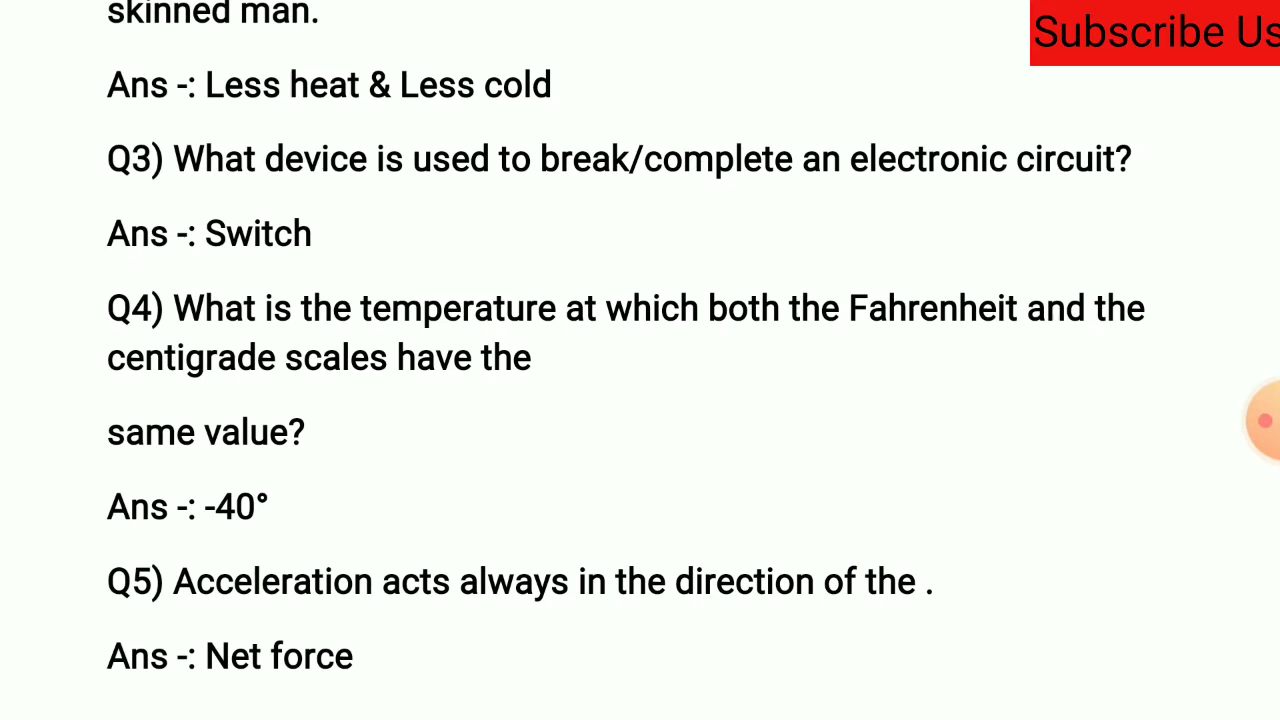 skinned man.
Subscribe Us
Ans -: Less heat & Less cold
Q3) What device is used to break/complete an electronic circuit?
Ans -: Switch
Q4) What is the temperature at which both the Fahrenheit and the
centigrade scales have the
same value?
Ans -: -40°
Q5) Acceleration acts always in the direction of the .
Ans -: Net force